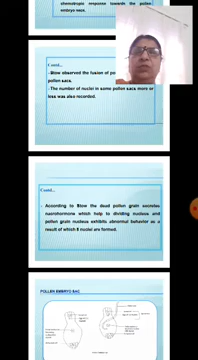 chemotropic response towards the pollen
embryo sacs.
Contd...
-Stow observed the fusion of po
pollen sacs.
-The number of nuclei in some pollen sacs more or
less was also recorded.
Contd...
- According to Stow the dead pollen grain secretes
necrohormone which help to dividing nucleus and
pollen grain nucleus exhibits abnormal behavior as a
result of which 8 nuclei are formed.
POLLEN EMBRYO SAC